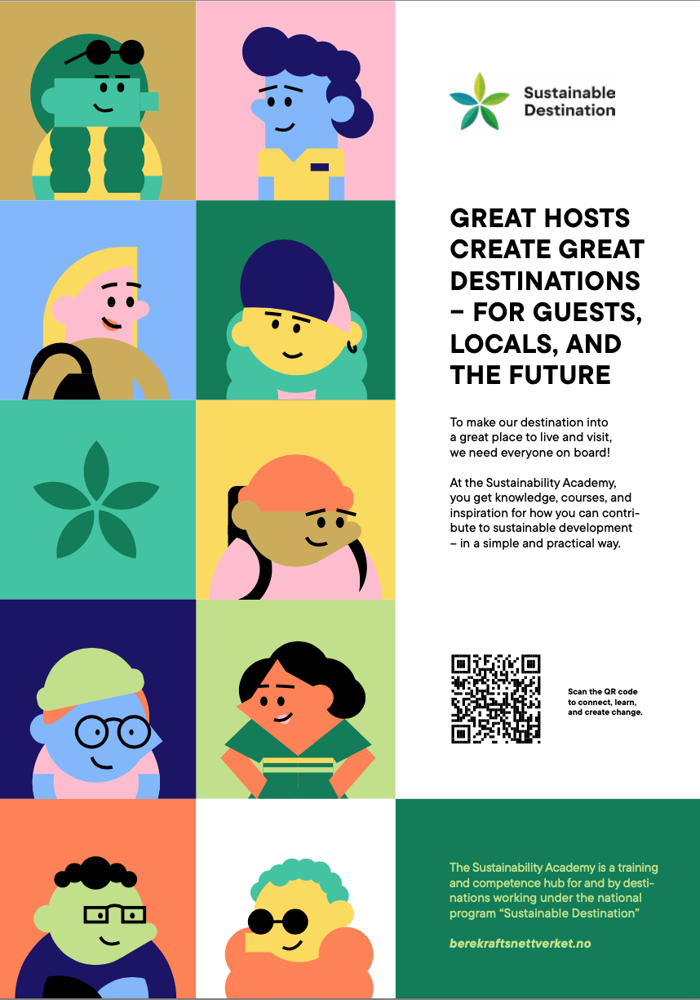 Sustainable
Destination
GREAT HOSTS
CREATE GREAT
DESTINATIONS
– FOR GUESTS,
LOCALS, AND
THE FUTURE
To make our destination into
a great place to live and visit,
we need everyone on board!
At the Sustainability Academy,
you get knowledge, courses, and
inspiration for how you can contri-
bute to sustainable development
– in a simple and practical way.
Scan the QR code
to connect, learn,
and create change.
The Sustainability Academy is a training
and competence hub for and by desti-
nations working under the national
program “Sustainable Destination”
berekraftsnettverket.no